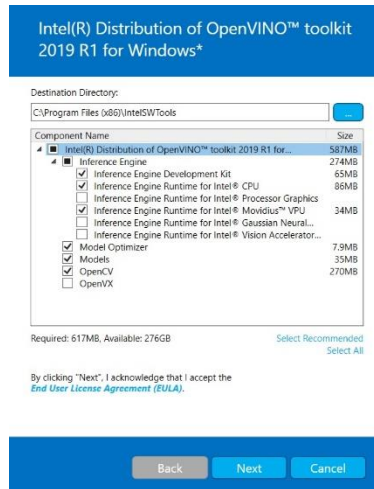 Intel(R) Distribution of OpenVINO™ toolkit
2019 R1 for Windows*
Destination Directory:
C:\Program Files (x86)\IntelSWTools
...
Component Name Size
Intel(R) Distribution of OpenVINO™ toolkit 2019 R1 for... 587MB
Inference Engine 274MB
Inference Engine Development Kit 65MB
Inference Engine Runtime for Intel® CPU 86MB
Inference Engine Runtime for Intel® Processor Graphics
Inference Engine Runtime for Intel® Movidius™ VPU 34MB
Inference Engine Runtime for Intel® Gaussian Neural...
Inference Engine Runtime for Intel® Vision Accelerator...
Model Optimizer 7.9MB
Models 35MB
OpenCV 270MB
OpenVX
Required: 617MB, Available: 276GB Select Recommended
Select All
By clicking "Next", I acknowledge that I accept the
End User License Agreement (EULA).
Back Next Cancel